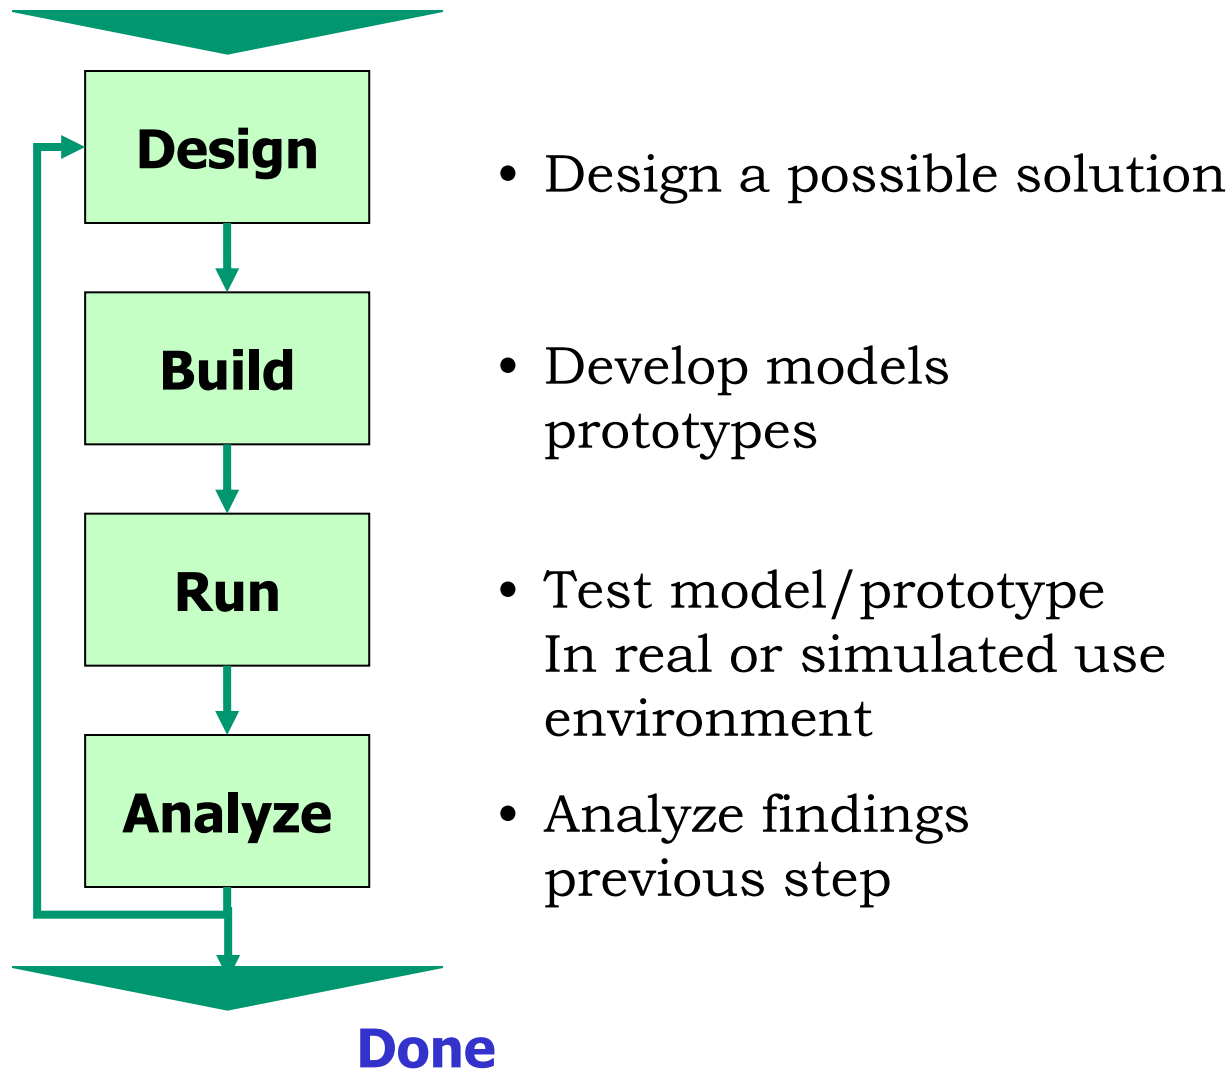 Design
• Design a possible solution
Build
• Develop models
prototypes
Run
• Test model/prototype
In real or simulated use
environment
Analyze
• Analyze findings
previous step
Done